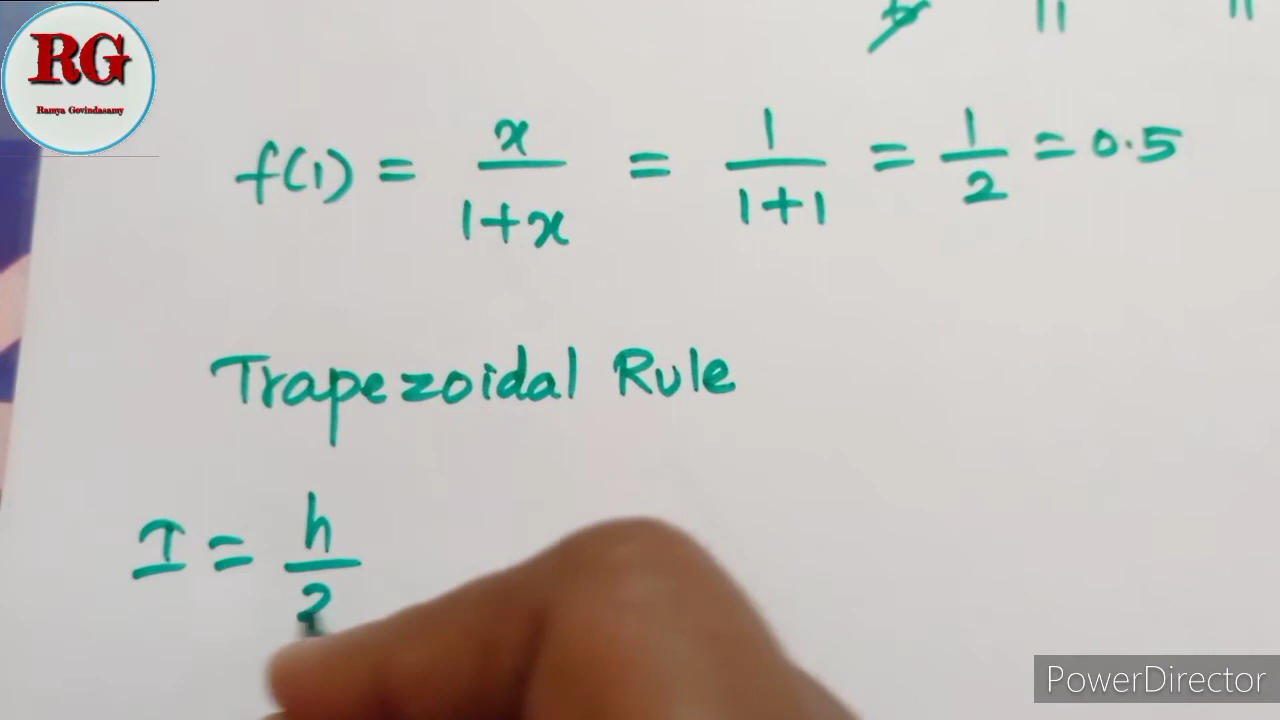 RG
Ramya Govindasamy
f(1) = x/(1+x) = 1/(1+1) = 1/2 = 0.5
Trapezoidal Rule
I = h/2
PowerDirector